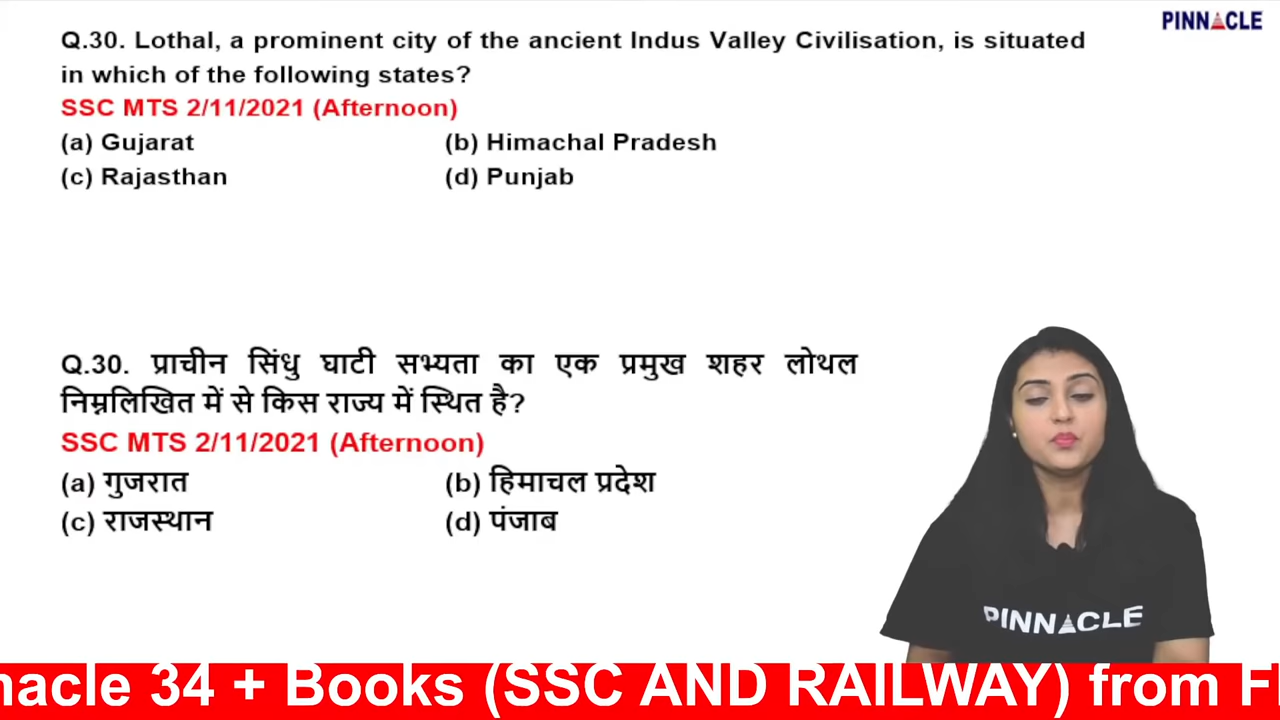 PINNACLE
Q.30. Lothal, a prominent city of the ancient Indus Valley Civilisation, is situated
in which of the following states?
SSC MTS 2/11/2021 (Afternoon)
(a) Gujarat (b) Himachal Pradesh
(c) Rajasthan (d) Punjab
Q.30. प्राचीन सिंधु घाटी सभ्यता का एक प्रमुख शहर लोथल
निम्नलिखित में से किस राज्य में स्थित है?
SSC MTS 2/11/2021 (Afternoon)
(a) गुजरात (b) हिमाचल प्रदेश
(c) राजस्थान (d) पंजाब
PINNACLE
nacle 34 + Books (SSC AND RAILWAY) from F